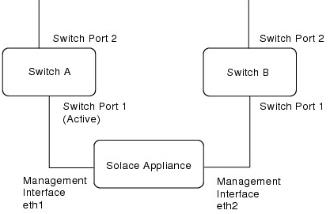 Switch Port 2
Switch Port 2
Switch A
Switch B
Switch Port 1
(Active)
Switch Port 1
Solace Appliance
Management
Interface
eth1
Management
Interface
eth2